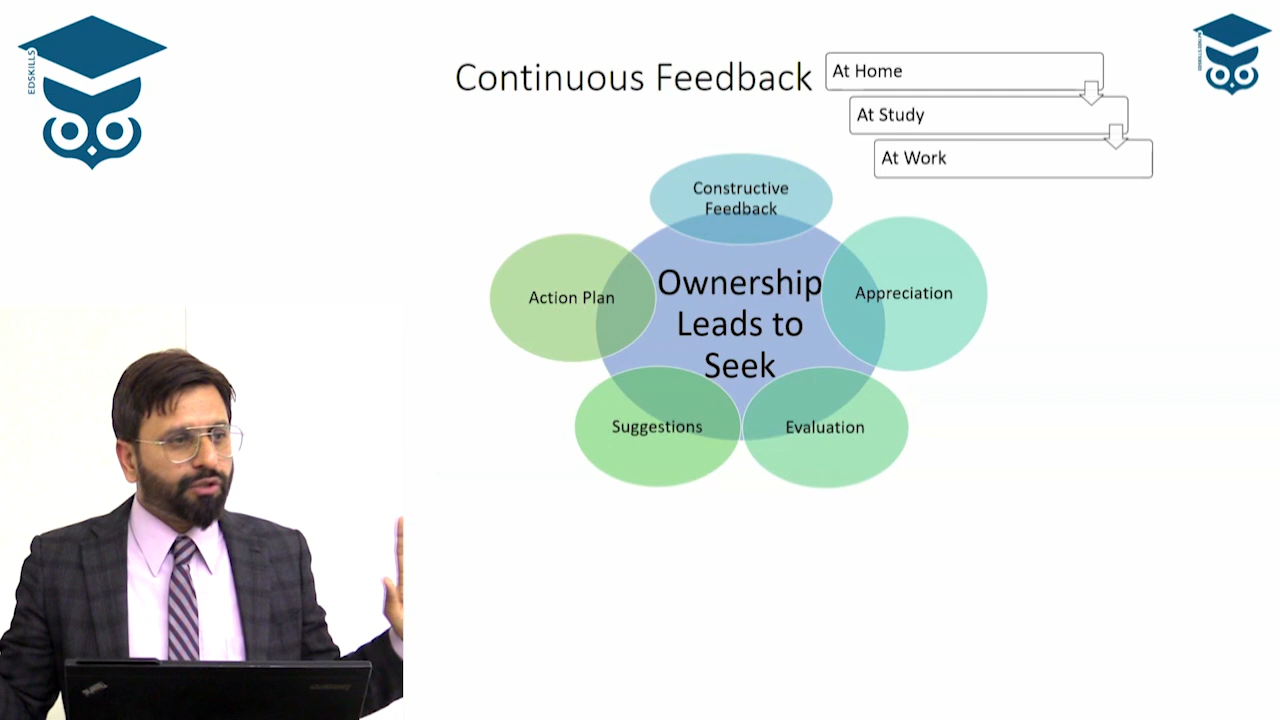 EDSKILLS
Continuous Feedback
At Home
At Study
At Work
Constructive
Feedback
Action Plan
Ownership
Leads to
Seek
Appreciation
Suggestions
Evaluation